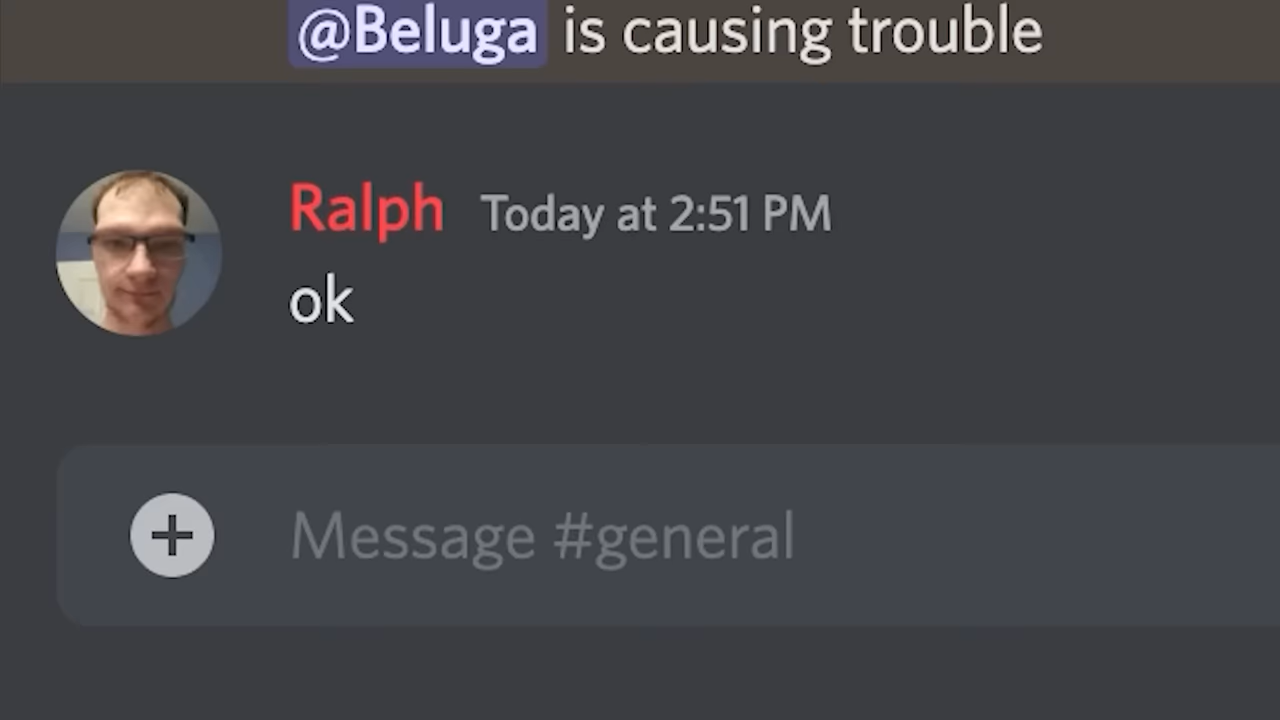 @Beluga is causing trouble
Ralph Today at 2:51 PM
ok
Message #general